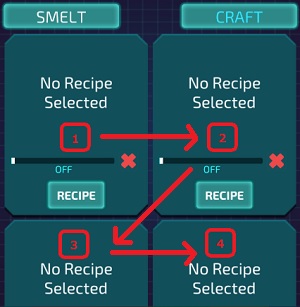 SMELT CRAFT
No Recipe
Selected
No Recipe
Selected
1 2
OFF OFF
RECIPE RECIPE
3 4
No Recipe
Selected
No Recipe
Selected